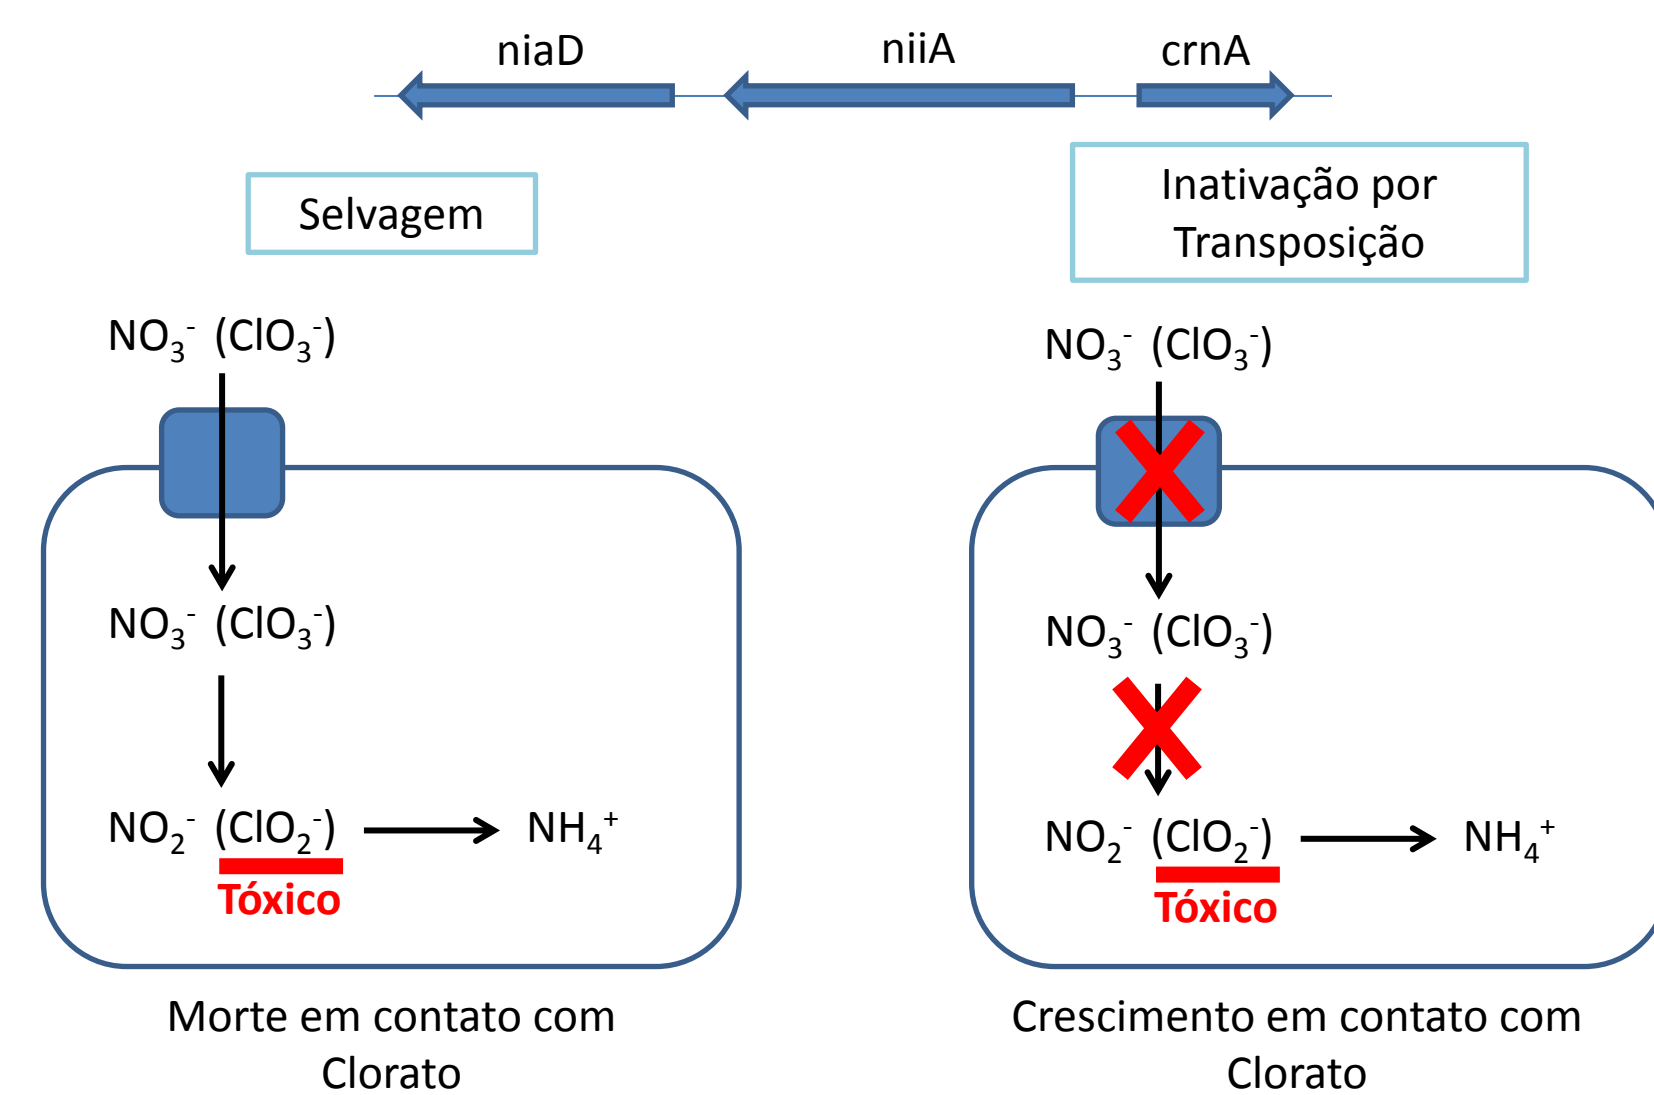 niaD niiA crnA
Selvagem
Inativação por
Transposição
NO₃⁻ (ClO₃⁻)
NO₃⁻ (ClO₃⁻)
NO₂⁻ (ClO₂⁻) NH₄⁺
Tóxico
Morte em contato com
Clorato
NO₃⁻ (ClO₃⁻)
NO₃⁻ (ClO₃⁻)
NO₂⁻ (ClO₂⁻) NH₄⁺
Tóxico
Crescimento em contato com
Clorato